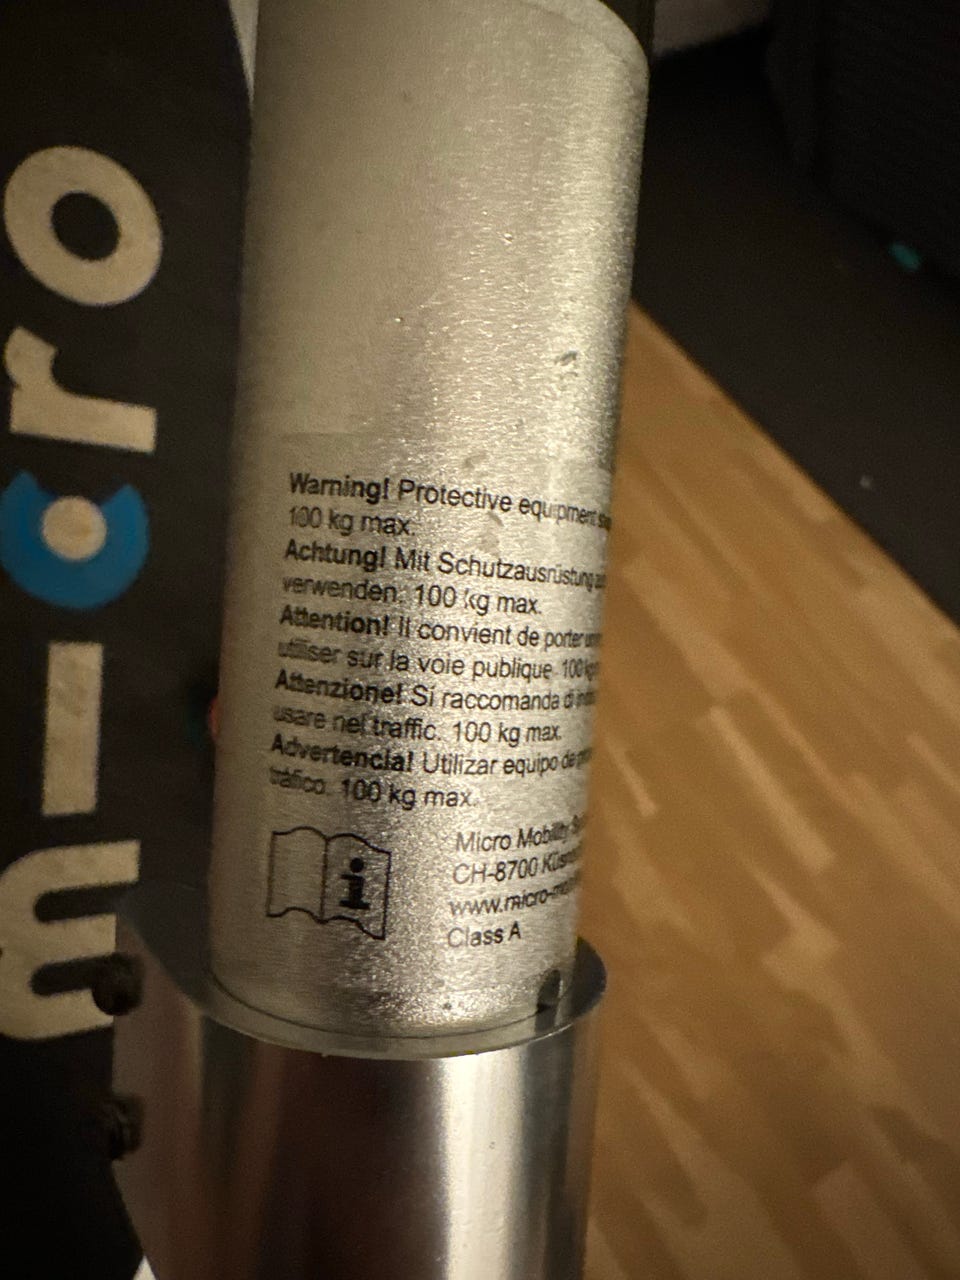 m-cro
Warning! Protective equipment
100 kg max.
Achtung! Mit Schutzausrüstung
verwenden. 100 kg max.
Attention! Il convient de porter
utiliser sur la voie publique. 100
Attenzione! Si raccomanda di
usare nel traffic. 100 kg max.
Advertencia! Utilizar equipo de
tráfico. 100 kg max.
i
Micro Mobility
CH-8700
Class A